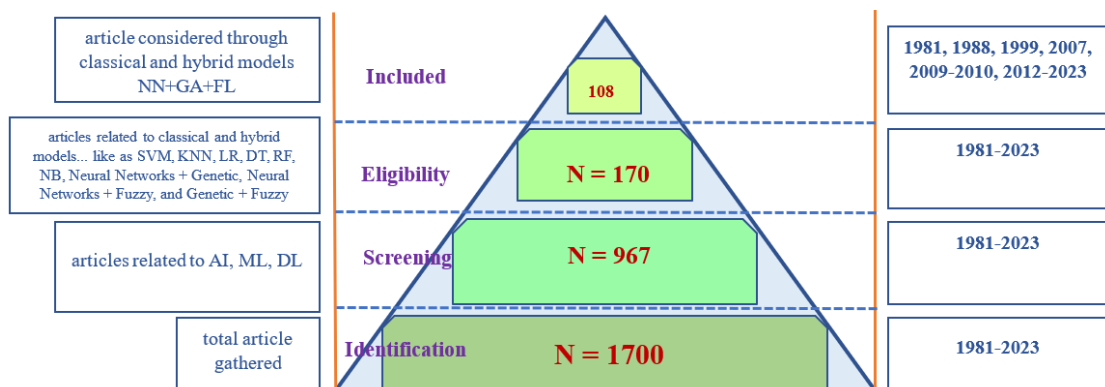 article considered through
classical and hybrid models
NN+GA+FL
Included
108
1981, 1988, 1999, 2007,
2009-2010, 2012-2023
articles related to classical and hybrid
models... like as SVM, KNN, LR, DT, RF,
NB, Neural Networks + Genetic, Neural
Networks + Fuzzy, and Genetic + Fuzzy
Eligibility
N = 170
1981-2023
articles related to AI, ML, DL
Screening
N = 967
1981-2023
total article
gathered
Identification
N = 1700
1981-2023